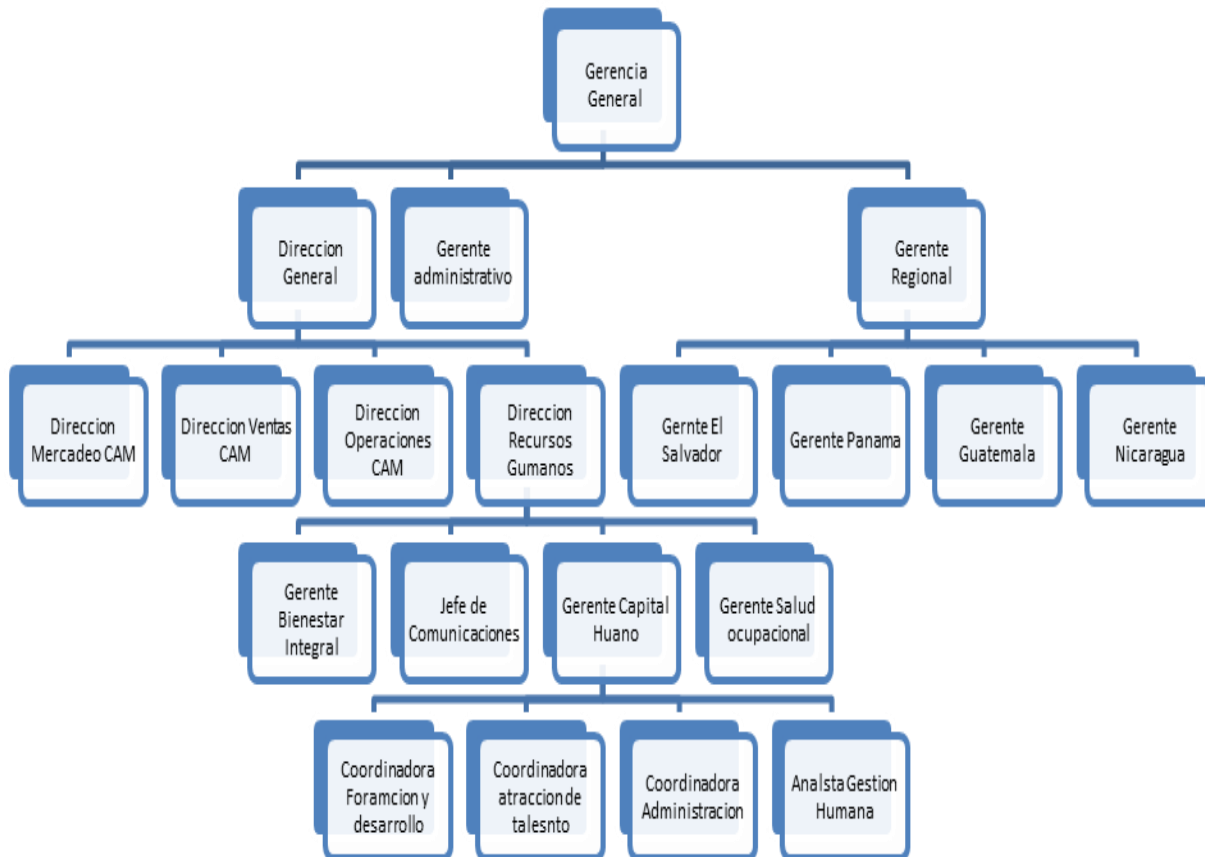 Gerencia
General
Direccion
General
Gerente
administrativo
Gerente
Regional
Direccion
Mercadeo CAM
Direccion Ventas
CAM
Direccion
Operaciones
CAM
Direccion
Recursos
Gumanos
Gernte El
Salvador
Gerente Panama
Gerente
Guatemala
Gerente
Nicaragua
Gerente
Bienestar
Integral
Jefe de
Comunicaciones
Gerente Capital
Huano
Gerente Salud
ocupacional
Coordinadora
Foramcion y
desarrollo
Coordinadora
atraccion de
talesnto
Coordinadora
Administracion
Analsta Gestion
Humana